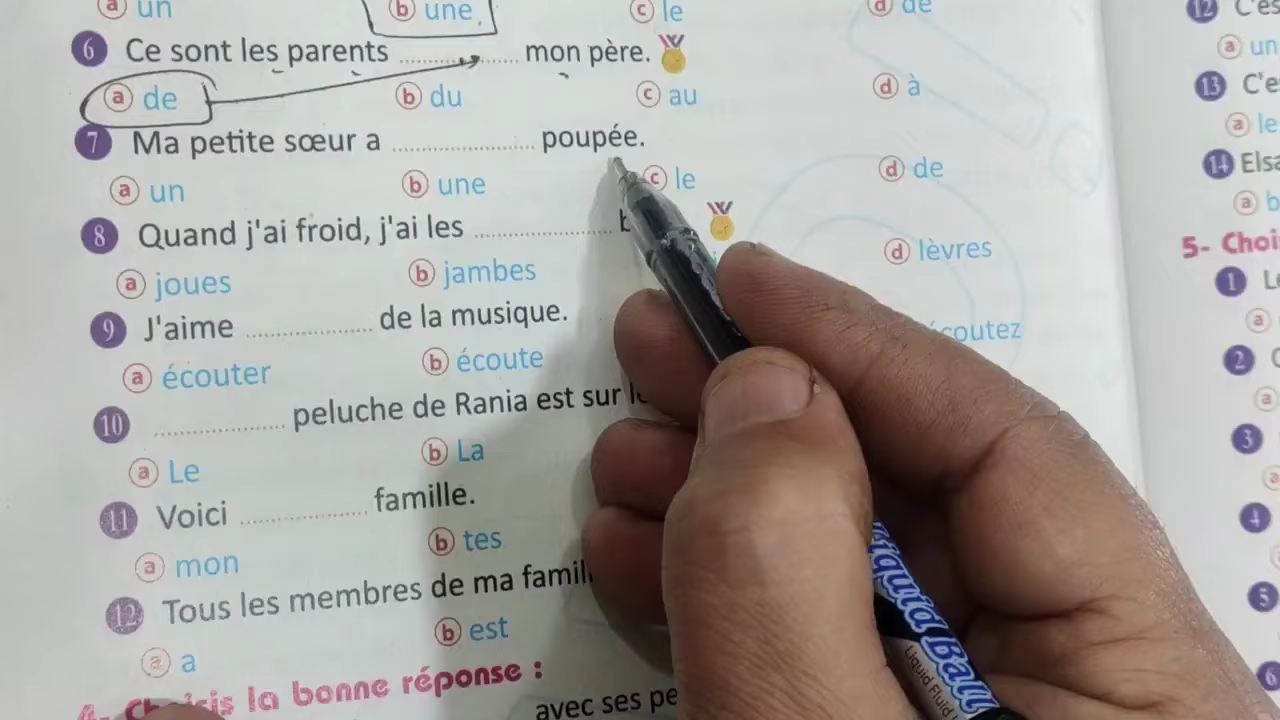 a un b une c le d de
6 Ce sont les parents .................... mon père.
a de b du c au d à
7 Ma petite sœur a .................... poupée.
a un b une c le d de
8 Quand j'ai froid, j'ai les ....................
a joues b jambes d lèvres
9 J'aime .................... de la musique.
a écouter b écoute écoutez
10 .................... peluche de Rania est sur
a Le b La
11 Voici .................... famille.
a mon b tes
12 Tous les membres de ma
a a b est
la bonne réponse :
avec ses
12 C'es
a un
13 C'e
a le
14 Elsa
a b
5- Choi
1 L
a
2
a
3
a
4
5
6
Liquid Ball
Liquid Fluid